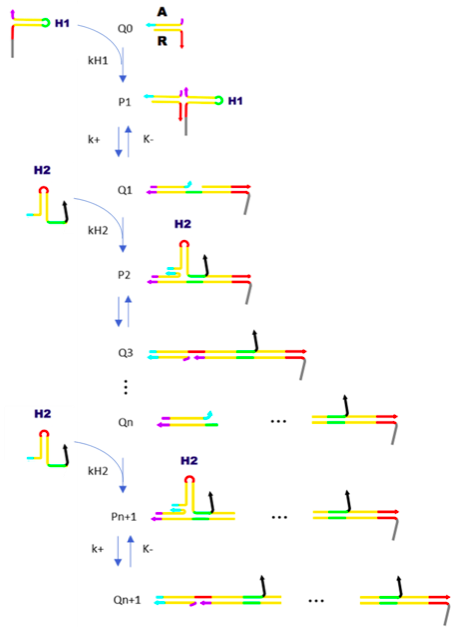 H1
Q0
A
R
kH1
P1
H1
k+
K-
H2
Q1
kH2
H2
P2
Q3
Qn
...
H2
kH2
H2
Pn+1
...
k+
K-
Qn+1
...